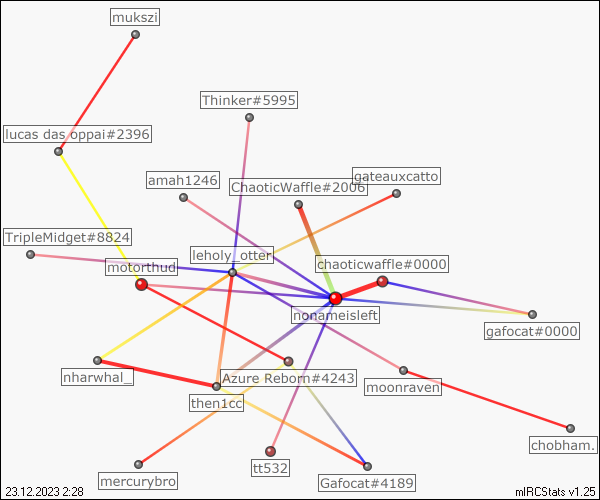 mukszi
Thinker#5995
lucas das oppai#2396
amah1246
ChaoticWaffle#2006
gateauxcatto
TripleMidget#8824
leholy_otter
motorthud
chaoticwaffle#0000
nonameisleft
gafocat#0000
nharwhal_
Azure Reborn#4243
moonraven
then1cc
chobham.
mercurybro
tt532
Gafocat#4189
23.12.2023 2:28
mIRCStats v1.25